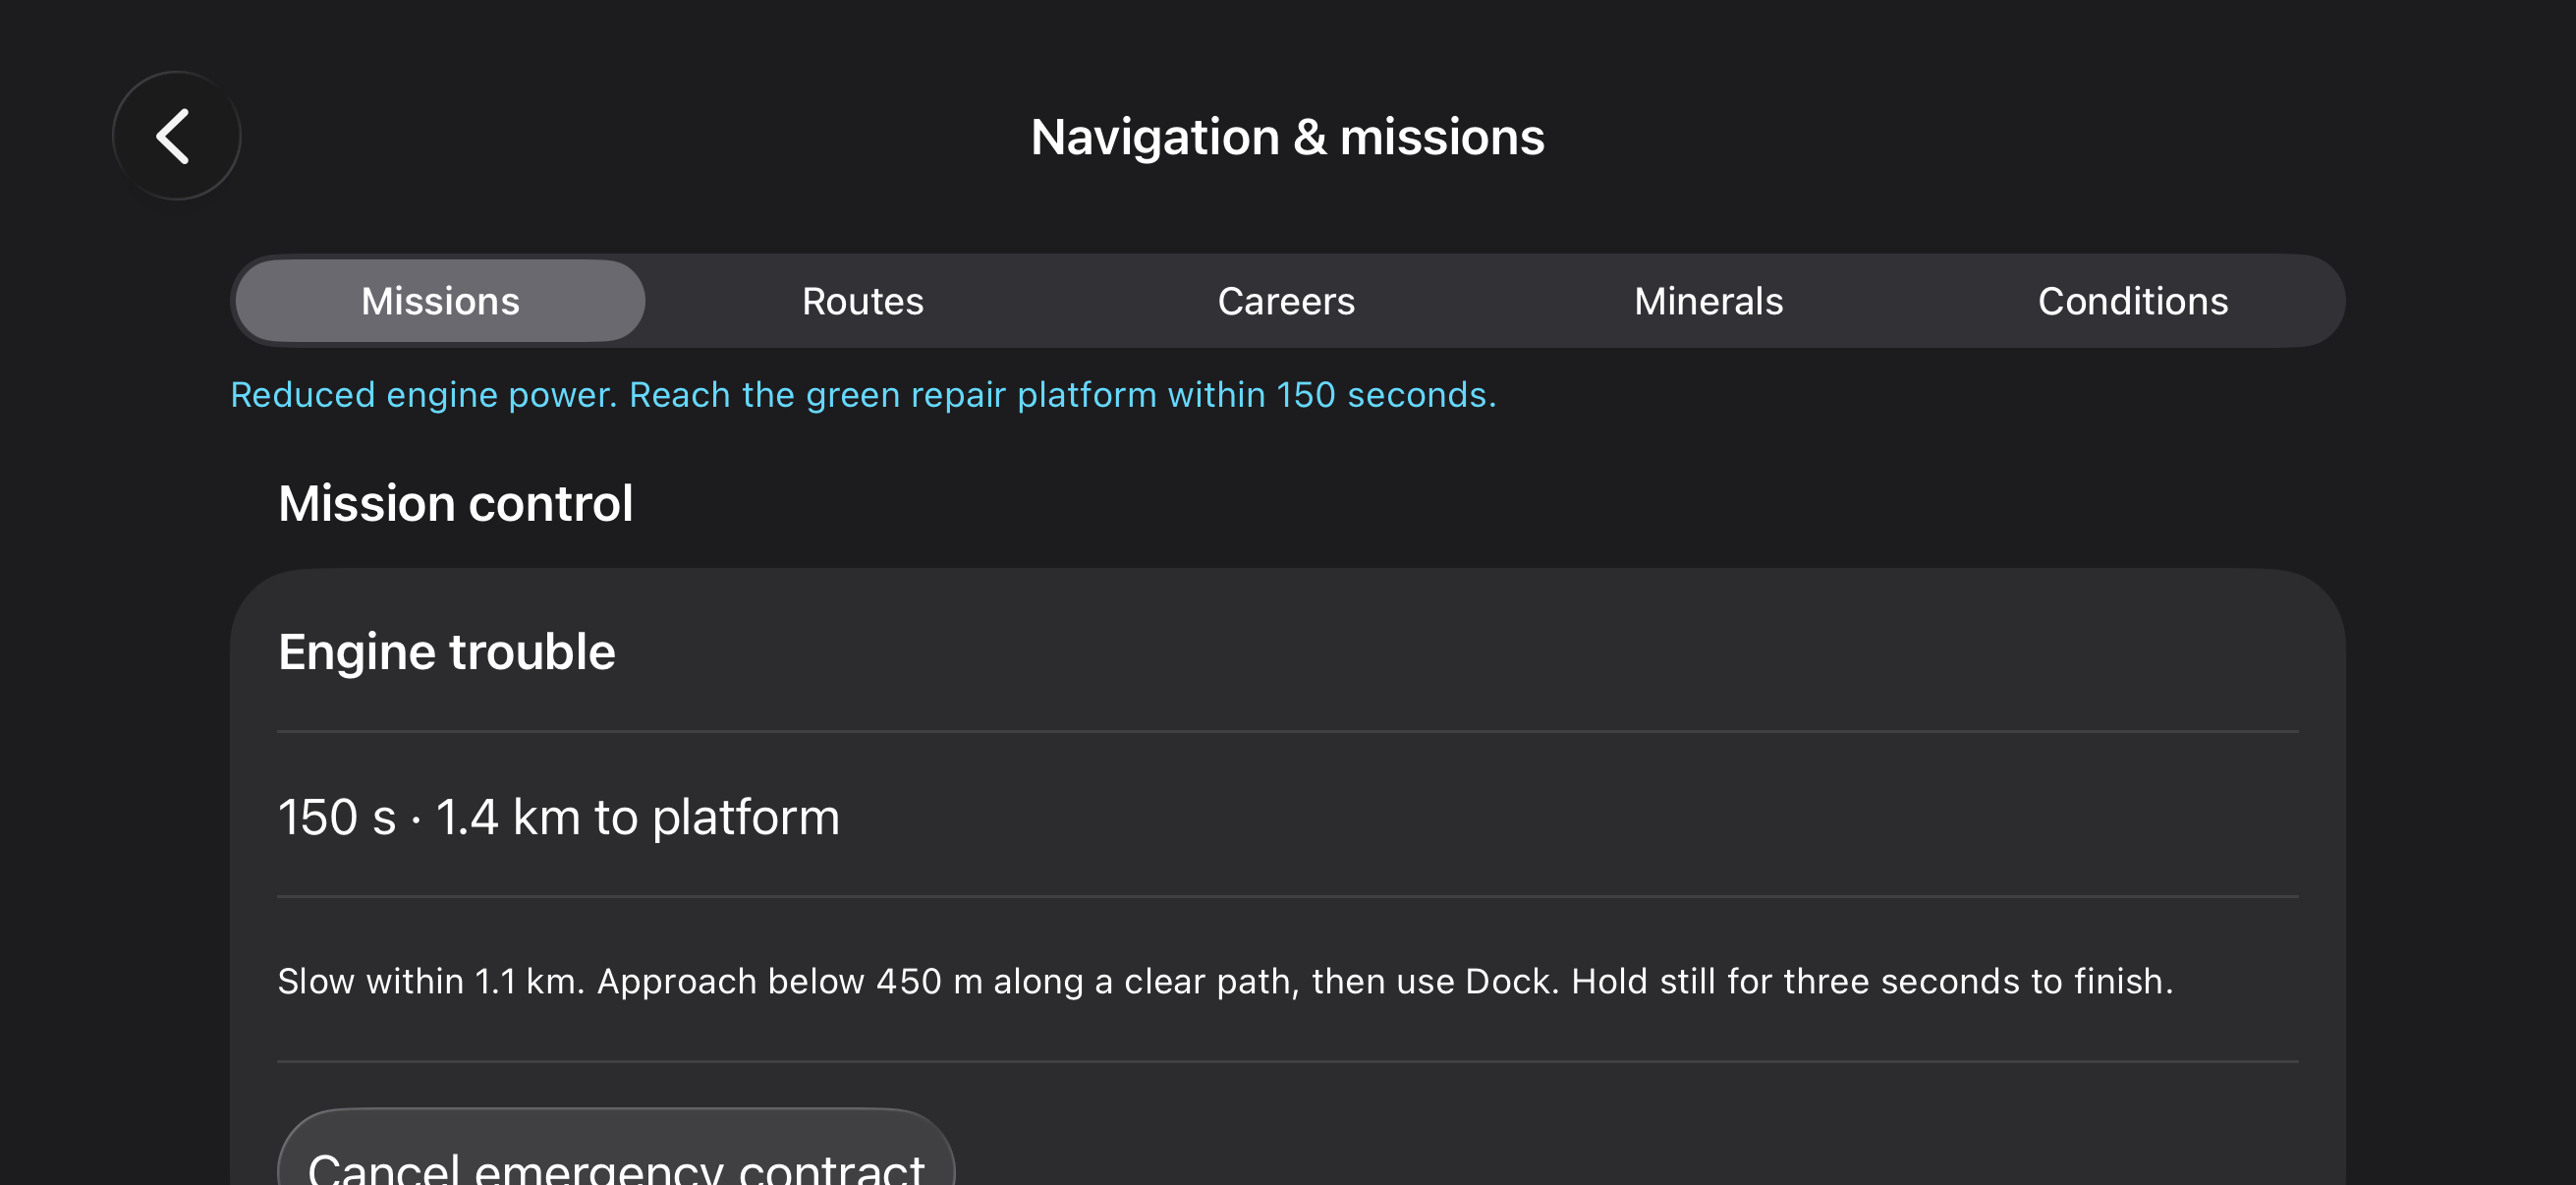 Navigation & missions
Missions
Routes
Careers
Minerals
Conditions
Reduced engine power. Reach the green repair platform within 150 seconds.
Mission control
Engine trouble
150 s · 1.4 km to platform
Slow within 1.1 km. Approach below 450 m along a clear path, then use Dock. Hold still for three seconds to finish.
Cancel emergency contract